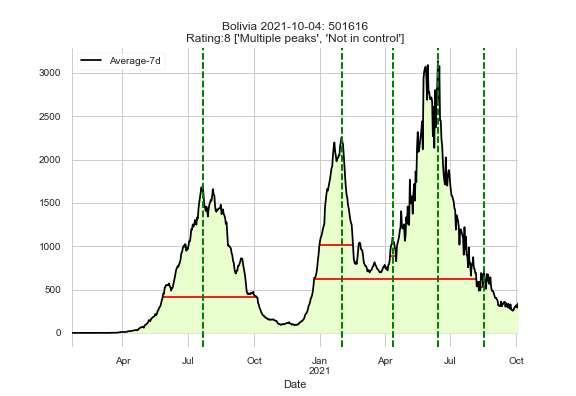 Bolivia 2021-10-04: 501616
Rating:8 ['Multiple peaks', 'Not in control']
Average-7d
3000
2500
2000
1500
1000
500
0
Apr Jul Oct Jan Apr Jul Oct
2021
Date